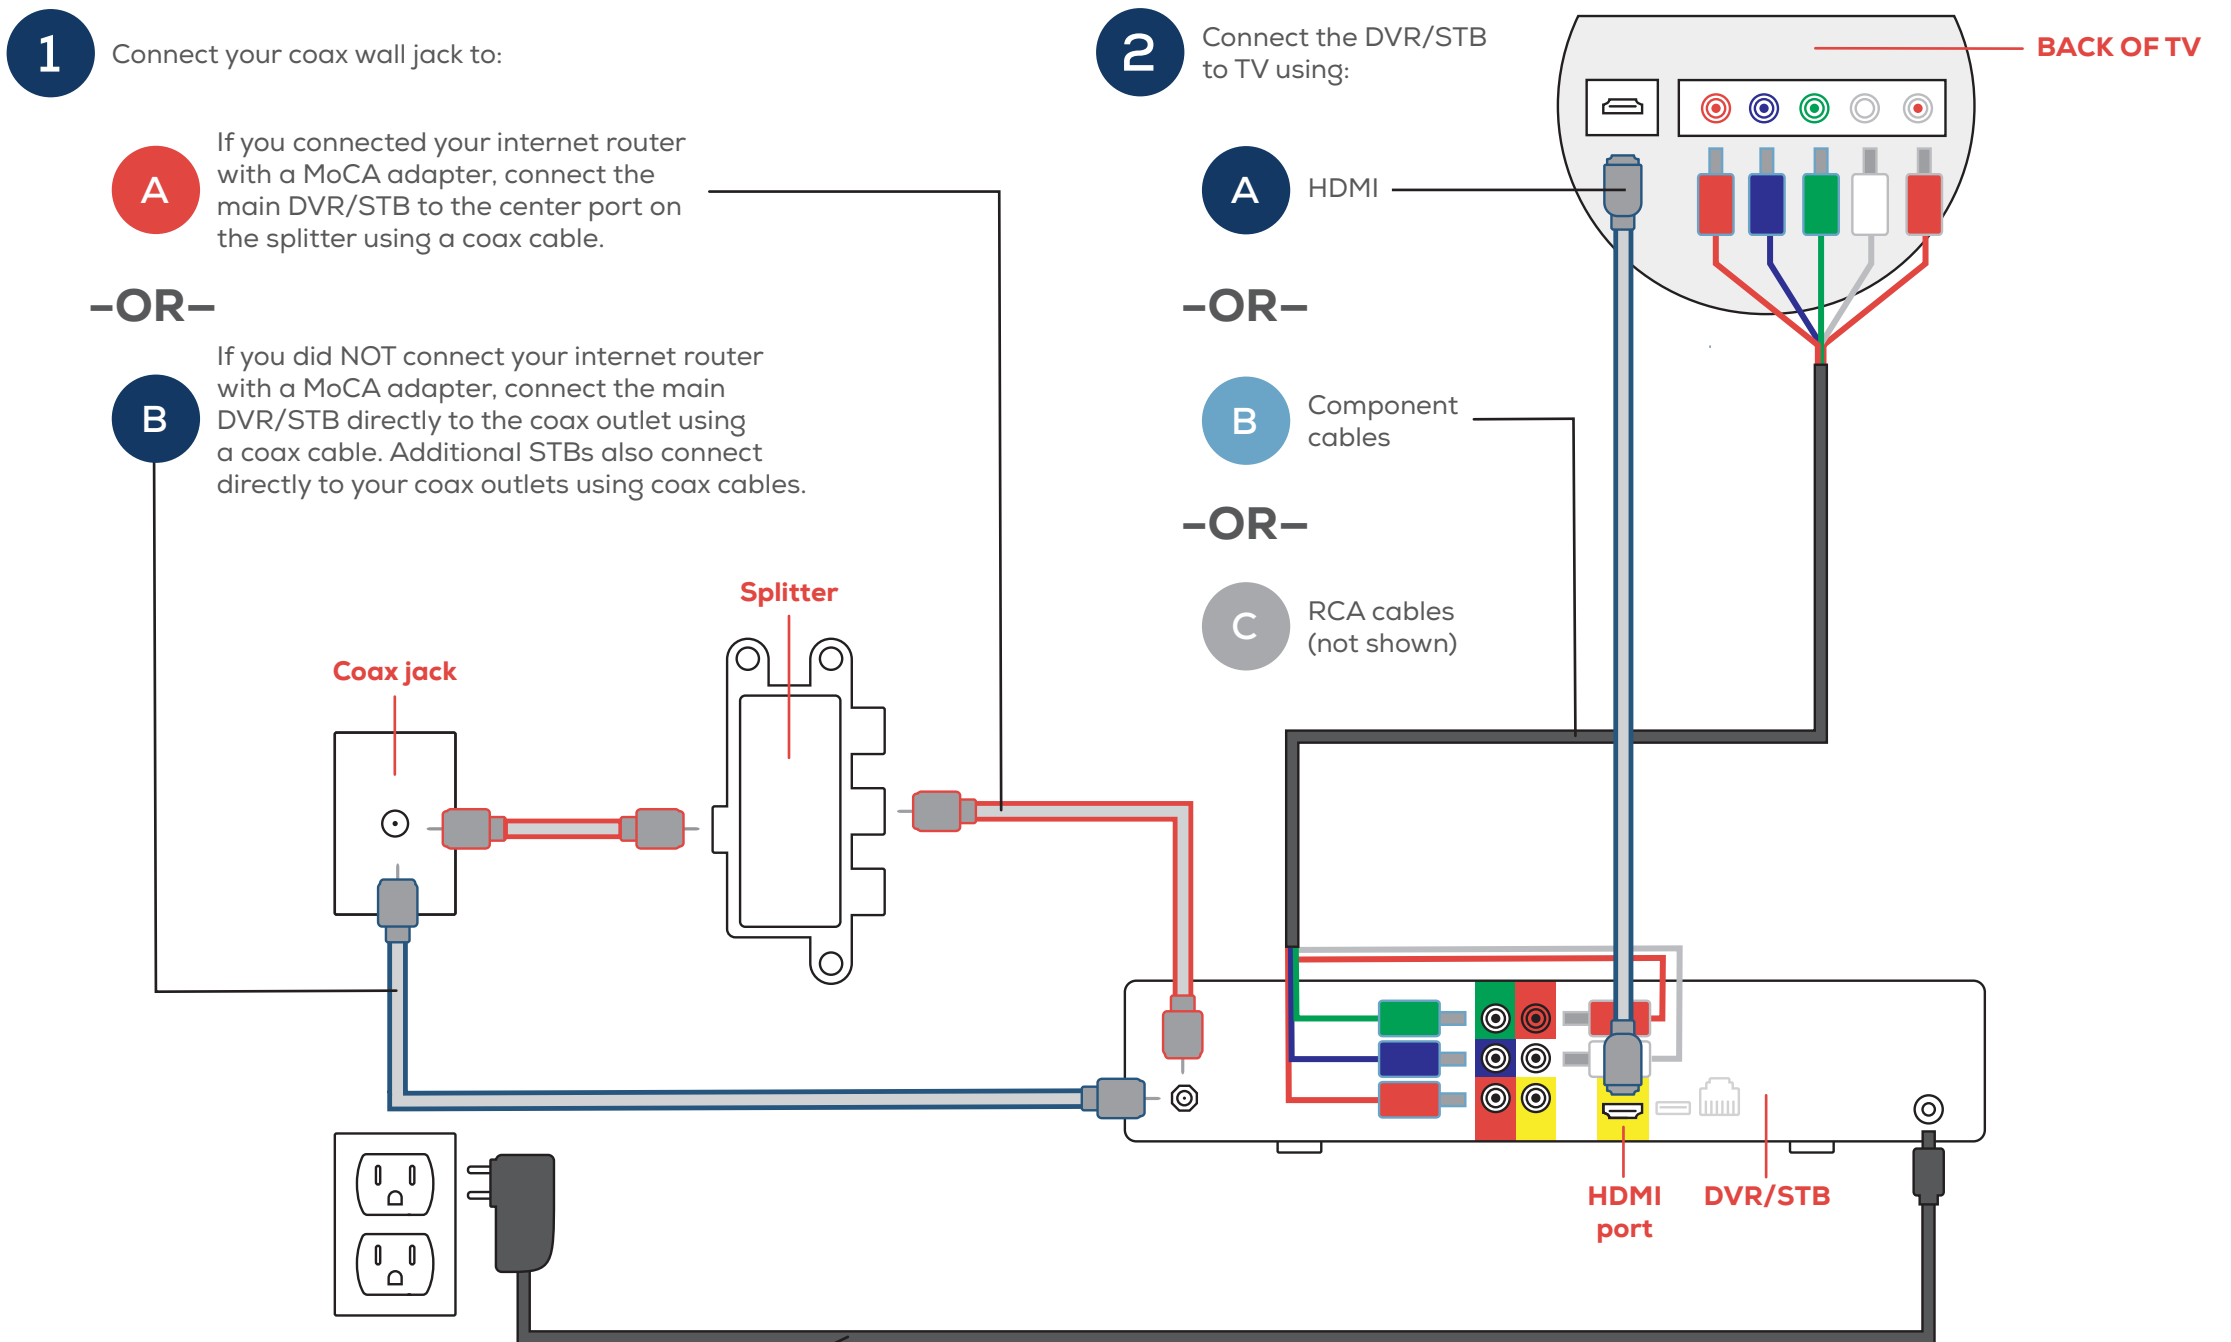 1
Connect your coax wall jack to:
A
If you connected your internet router
with a MoCA adapter, connect the
main DVR/STB to the center port on
the splitter using a coax cable.
–OR–
B
If you did NOT connect your internet router
with a MoCA adapter, connect the main
DVR/STB directly to the coax outlet using
a coax cable. Additional STBs also connect
directly to your coax outlets using coax cables.
Splitter
Coax jack
2
Connect the DVR/STB
to TV using:
BACK OF TV
A
HDMI
–OR–
B
Component
cables
–OR–
C
RCA cables
(not shown)
HDMI
port
DVR/STB